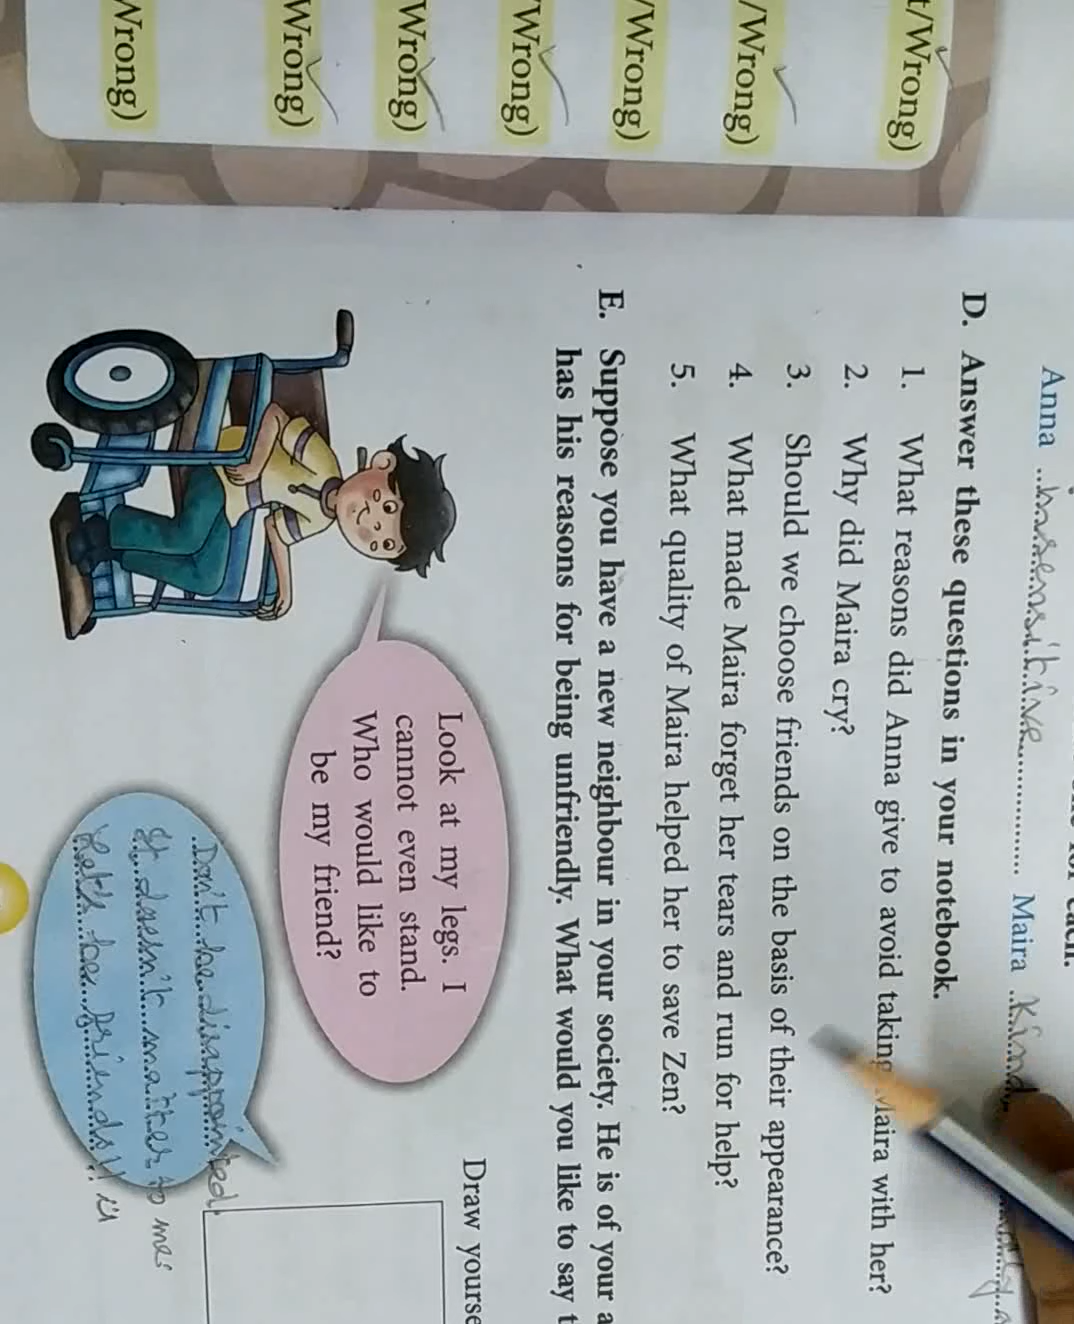 t/Wrong)
/Wrong)
/Wrong)
Wrong)
Wrong)
Wrong)
Wrong)
Anna insensitive Maira Kind
D. Answer these questions in your notebook.
1. What reasons did Anna give to avoid taking Maira with her?
2. Why did Maira cry?
3. Should we choose friends on the basis of their appearance?
4. What made Maira forget her tears and run for help?
5. What quality of Maira helped her to save Zen?
E. Suppose you have a new neighbour in your society. He is of your a
has his reasons for being unfriendly. What would you like to say t
Look at my legs. I
cannot even stand.
Who would like to
be my friend?
Draw yourse
Don't be disappointed.
It doesn't matter to me.
Let's be friends!!